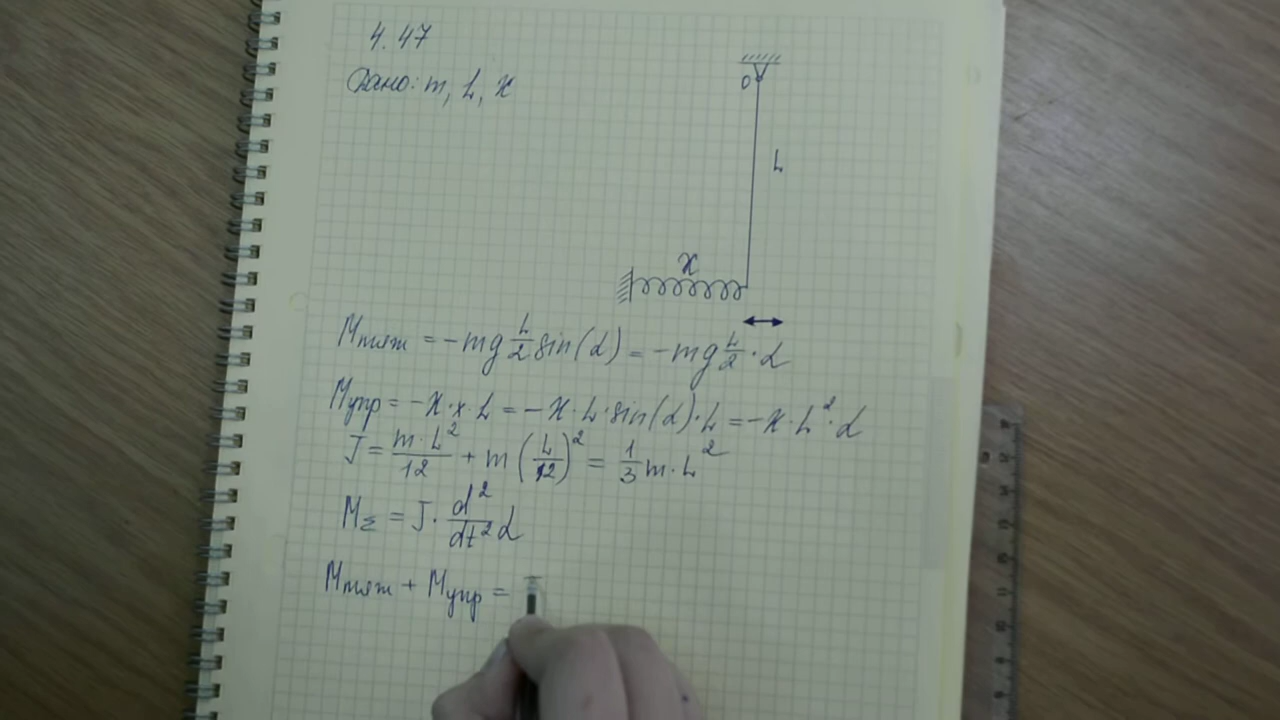 4.47
Дано: m, L, ϰ
O
L
ϰ
Mтяж = -mg L/2 sin(α) = -mg L/2 · α
Mупр = -ϰ·x·L = -ϰ·L·sin(α)·L = -ϰ·L²·α
J = m·L²/12 + m(L/2)² = 1/3 m·L²
M_Σ = J· d²/dt² α
Mтяж + Mупр =